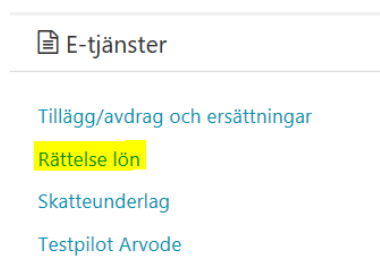 E-tjänster
Tillägg/avdrag och ersättningar
Rättelse lön
Skatteunderlag
Testpilot Arvode